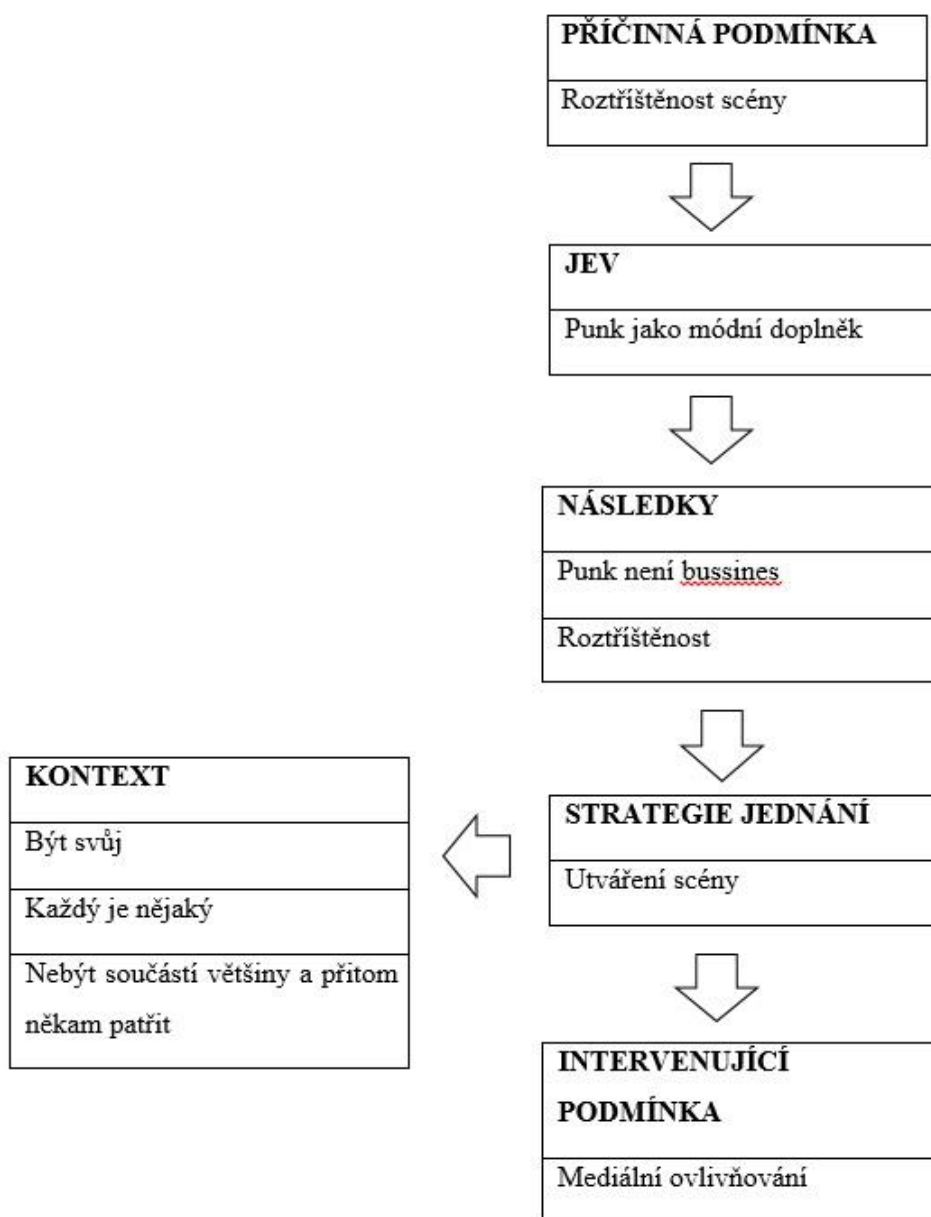 PŘÍČINNÁ PODMÍNKA
Roztříštěnost scény
JEV
Punk jako módní doplněk
NÁSLEDKY
Punk není bussines
Roztříštěnost
KONTEXT
Být svůj
Každý je nějaký
Nebýt součástí většiny a přitom
někam patřit
STRATEGIE JEDNÁNÍ
Utváření scény
INTERVENUJÍCÍ
PODMÍNKA
Mediální ovlivňování